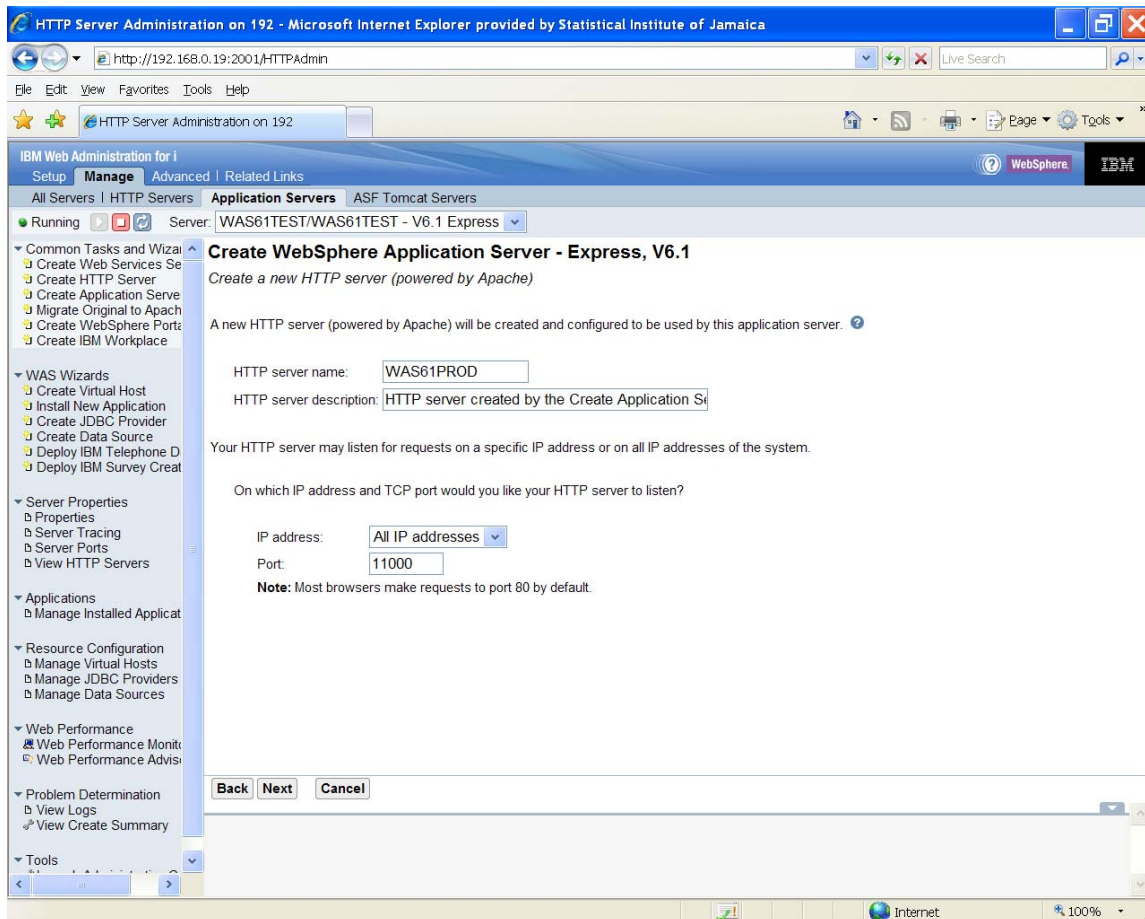 HTTP Server Administration on 192 - Microsoft Internet Explorer provided by Statistical Institute of Jamaica
http://192.168.0.19:2001/HTTPAdmin
Live Search
File Edit View Favorites Tools Help
HTTP Server Administration on 192
Page Tools
IBM Web Administration for i
Setup Manage Advanced | Related Links
WebSphere. IBM
All Servers | HTTP Servers Application Servers ASF Tomcat Servers
Running Server: WAS61TEST/WAS61TEST - V6.1 Express
Common Tasks and Wizar
Create Web Services Se
Create HTTP Server
Create Application Serve
Migrate Original to Apach
Create WebSphere Porta
Create IBM Workplace
WAS Wizards
Create Virtual Host
Install New Application
Create JDBC Provider
Create Data Source
Deploy IBM Telephone D
Deploy IBM Survey Creat
Server Properties
Properties
Server Tracing
Server Ports
View HTTP Servers
Applications
Manage Installed Applicat
Resource Configuration
Manage Virtual Hosts
Manage JDBC Providers
Manage Data Sources
Web Performance
Web Performance Monito
Web Performance Adviso
Problem Determination
View Logs
View Create Summary
Tools
Create WebSphere Application Server - Express, V6.1
Create a new HTTP server (powered by Apache)
A new HTTP server (powered by Apache) will be created and configured to be used by this application server.
HTTP server name: WAS61PROD
HTTP server description: HTTP server created by the Create Application Se
Your HTTP server may listen for requests on a specific IP address or on all IP addresses of the system.
On which IP address and TCP port would you like your HTTP server to listen?
IP address: All IP addresses
Port: 11000
Note: Most browsers make requests to port 80 by default.
Back Next Cancel
Internet 100%